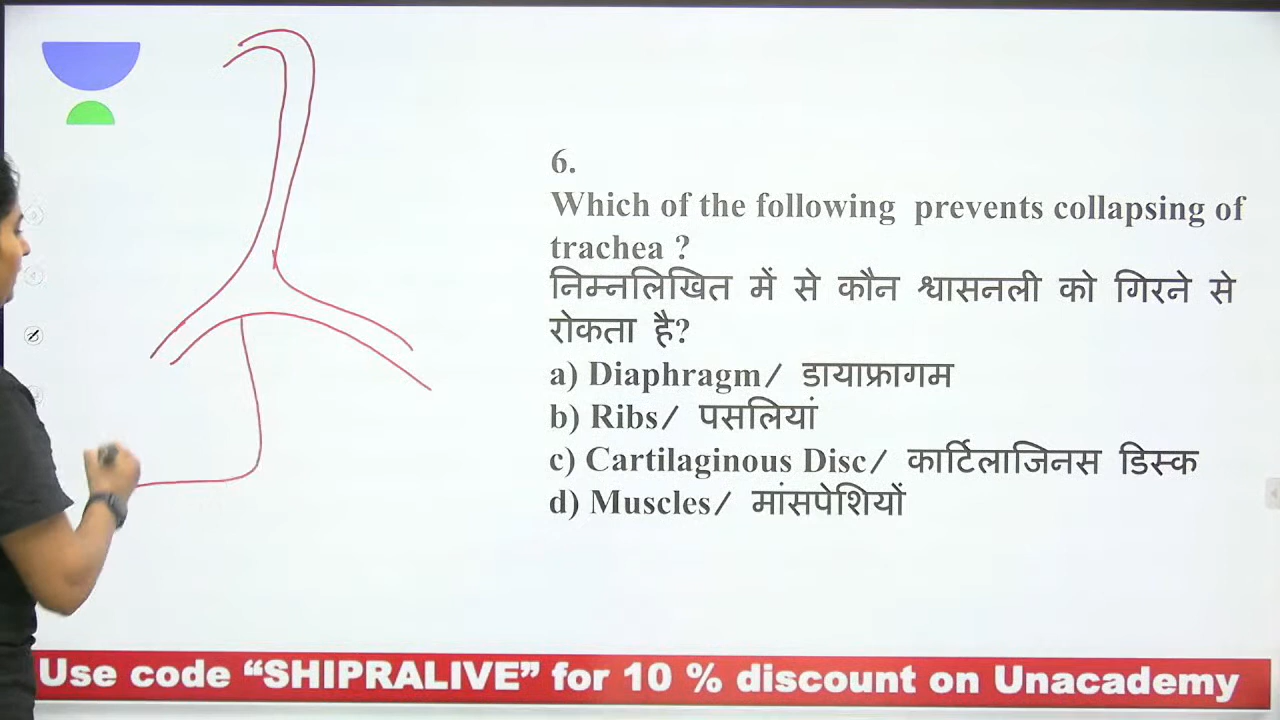 6.
Which of the following prevents collapsing of
trachea ?
निम्नलिखित में से कौन श्वासनली को गिरने से
रोकता है?
a) Diaphragm/ डायाफ्रागम
b) Ribs/ पसलियां
c) Cartilaginous Disc/ कार्टिलाजिनस डिस्क
d) Muscles/ मांसपेशियों
Use code “SHIPRALIVE” for 10 % discount on Unacademy